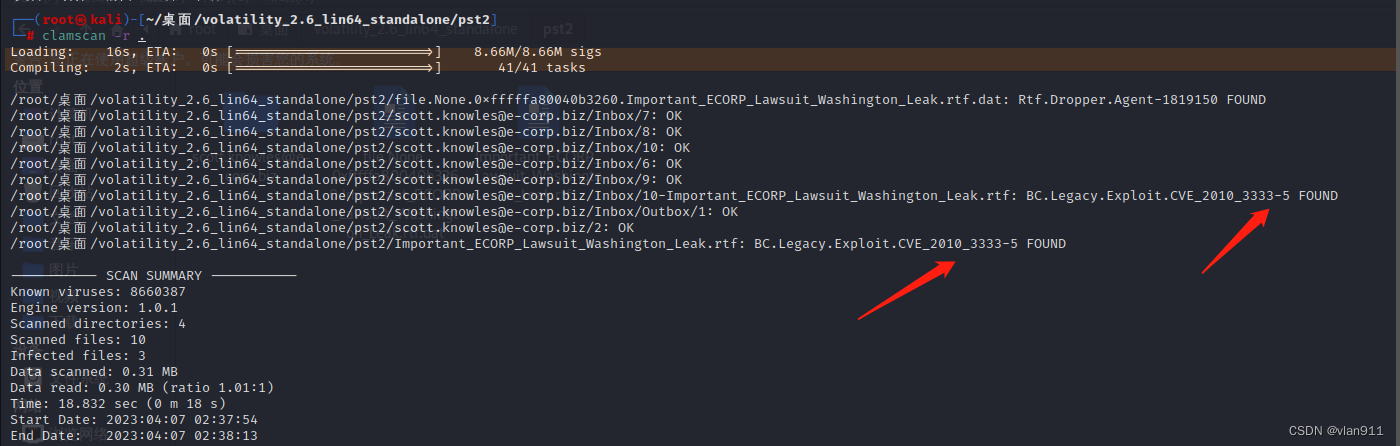 ┌──(root㉿kali)-[~/桌面/volatility_2.6_lin64_standalone/pst2]
└─# clamscan -r .
Loading:    16s, ETA:   0s [========================>]    8.66M/8.66M sigs
Compiling:   2s, ETA:   0s [========================>]       41/41 tasks
/root/桌面/volatility_2.6_lin64_standalone/pst2/file.None.0×fffffa80040b3260.Important_ECORP_Lawsuit_Washington_Leak.rtf.dat: Rtf.Dropper.Agent-1819150 FOUND
/root/桌面/volatility_2.6_lin64_standalone/pst2/scott.knowles@e-corp.biz/Inbox/7: OK
/root/桌面/volatility_2.6_lin64_standalone/pst2/scott.knowles@e-corp.biz/Inbox/8: OK
/root/桌面/volatility_2.6_lin64_standalone/pst2/scott.knowles@e-corp.biz/Inbox/10: OK
/root/桌面/volatility_2.6_lin64_standalone/pst2/scott.knowles@e-corp.biz/Inbox/6: OK
/root/桌面/volatility_2.6_lin64_standalone/pst2/scott.knowles@e-corp.biz/Inbox/9: OK
/root/桌面/volatility_2.6_lin64_standalone/pst2/scott.knowles@e-corp.biz/Inbox/10-Important_ECORP_Lawsuit_Washington_Leak.rtf: BC.Legacy.Exploit.CVE_2010_3333-5 FOUND
/root/桌面/volatility_2.6_lin64_standalone/pst2/scott.knowles@e-corp.biz/Inbox/Outbox/1: OK
/root/桌面/volatility_2.6_lin64_standalone/pst2/scott.knowles@e-corp.biz/2: OK
/root/桌面/volatility_2.6_lin64_standalone/pst2/Important_ECORP_Lawsuit_Washington_Leak.rtf: BC.Legacy.Exploit.CVE_2010_3333-5 FOUND
----------- SCAN SUMMARY -----------
Known viruses: 8660387
Engine version: 1.0.1
Scanned directories: 4
Scanned files: 10
Infected files: 3
Data scanned: 0.31 MB
Data read: 0.30 MB (ratio 1.01:1)
Time: 18.832 sec (0 m 18 s)
Start Date: 2023:04:07 02:37:54
End Date:   2023:04:07 02:38:13
CSDN @vlan911